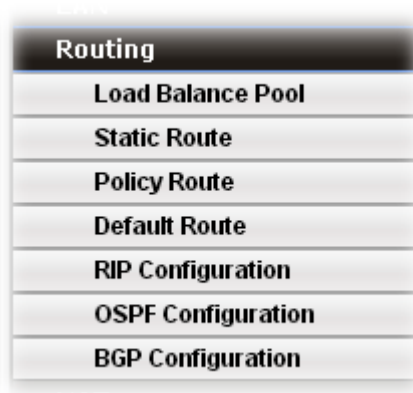 Routing
Load Balance Pool
Static Route
Policy Route
Default Route
RIP Configuration
OSPF Configuration
BGP Configuration